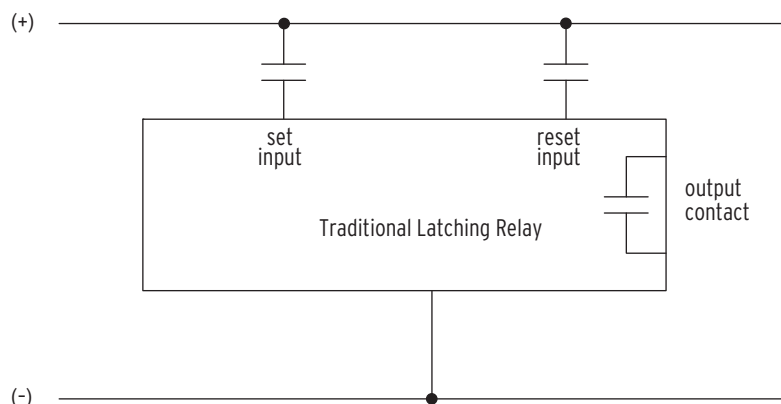 (+)
set
input
reset
input
output
contact
Traditional Latching Relay
(–)